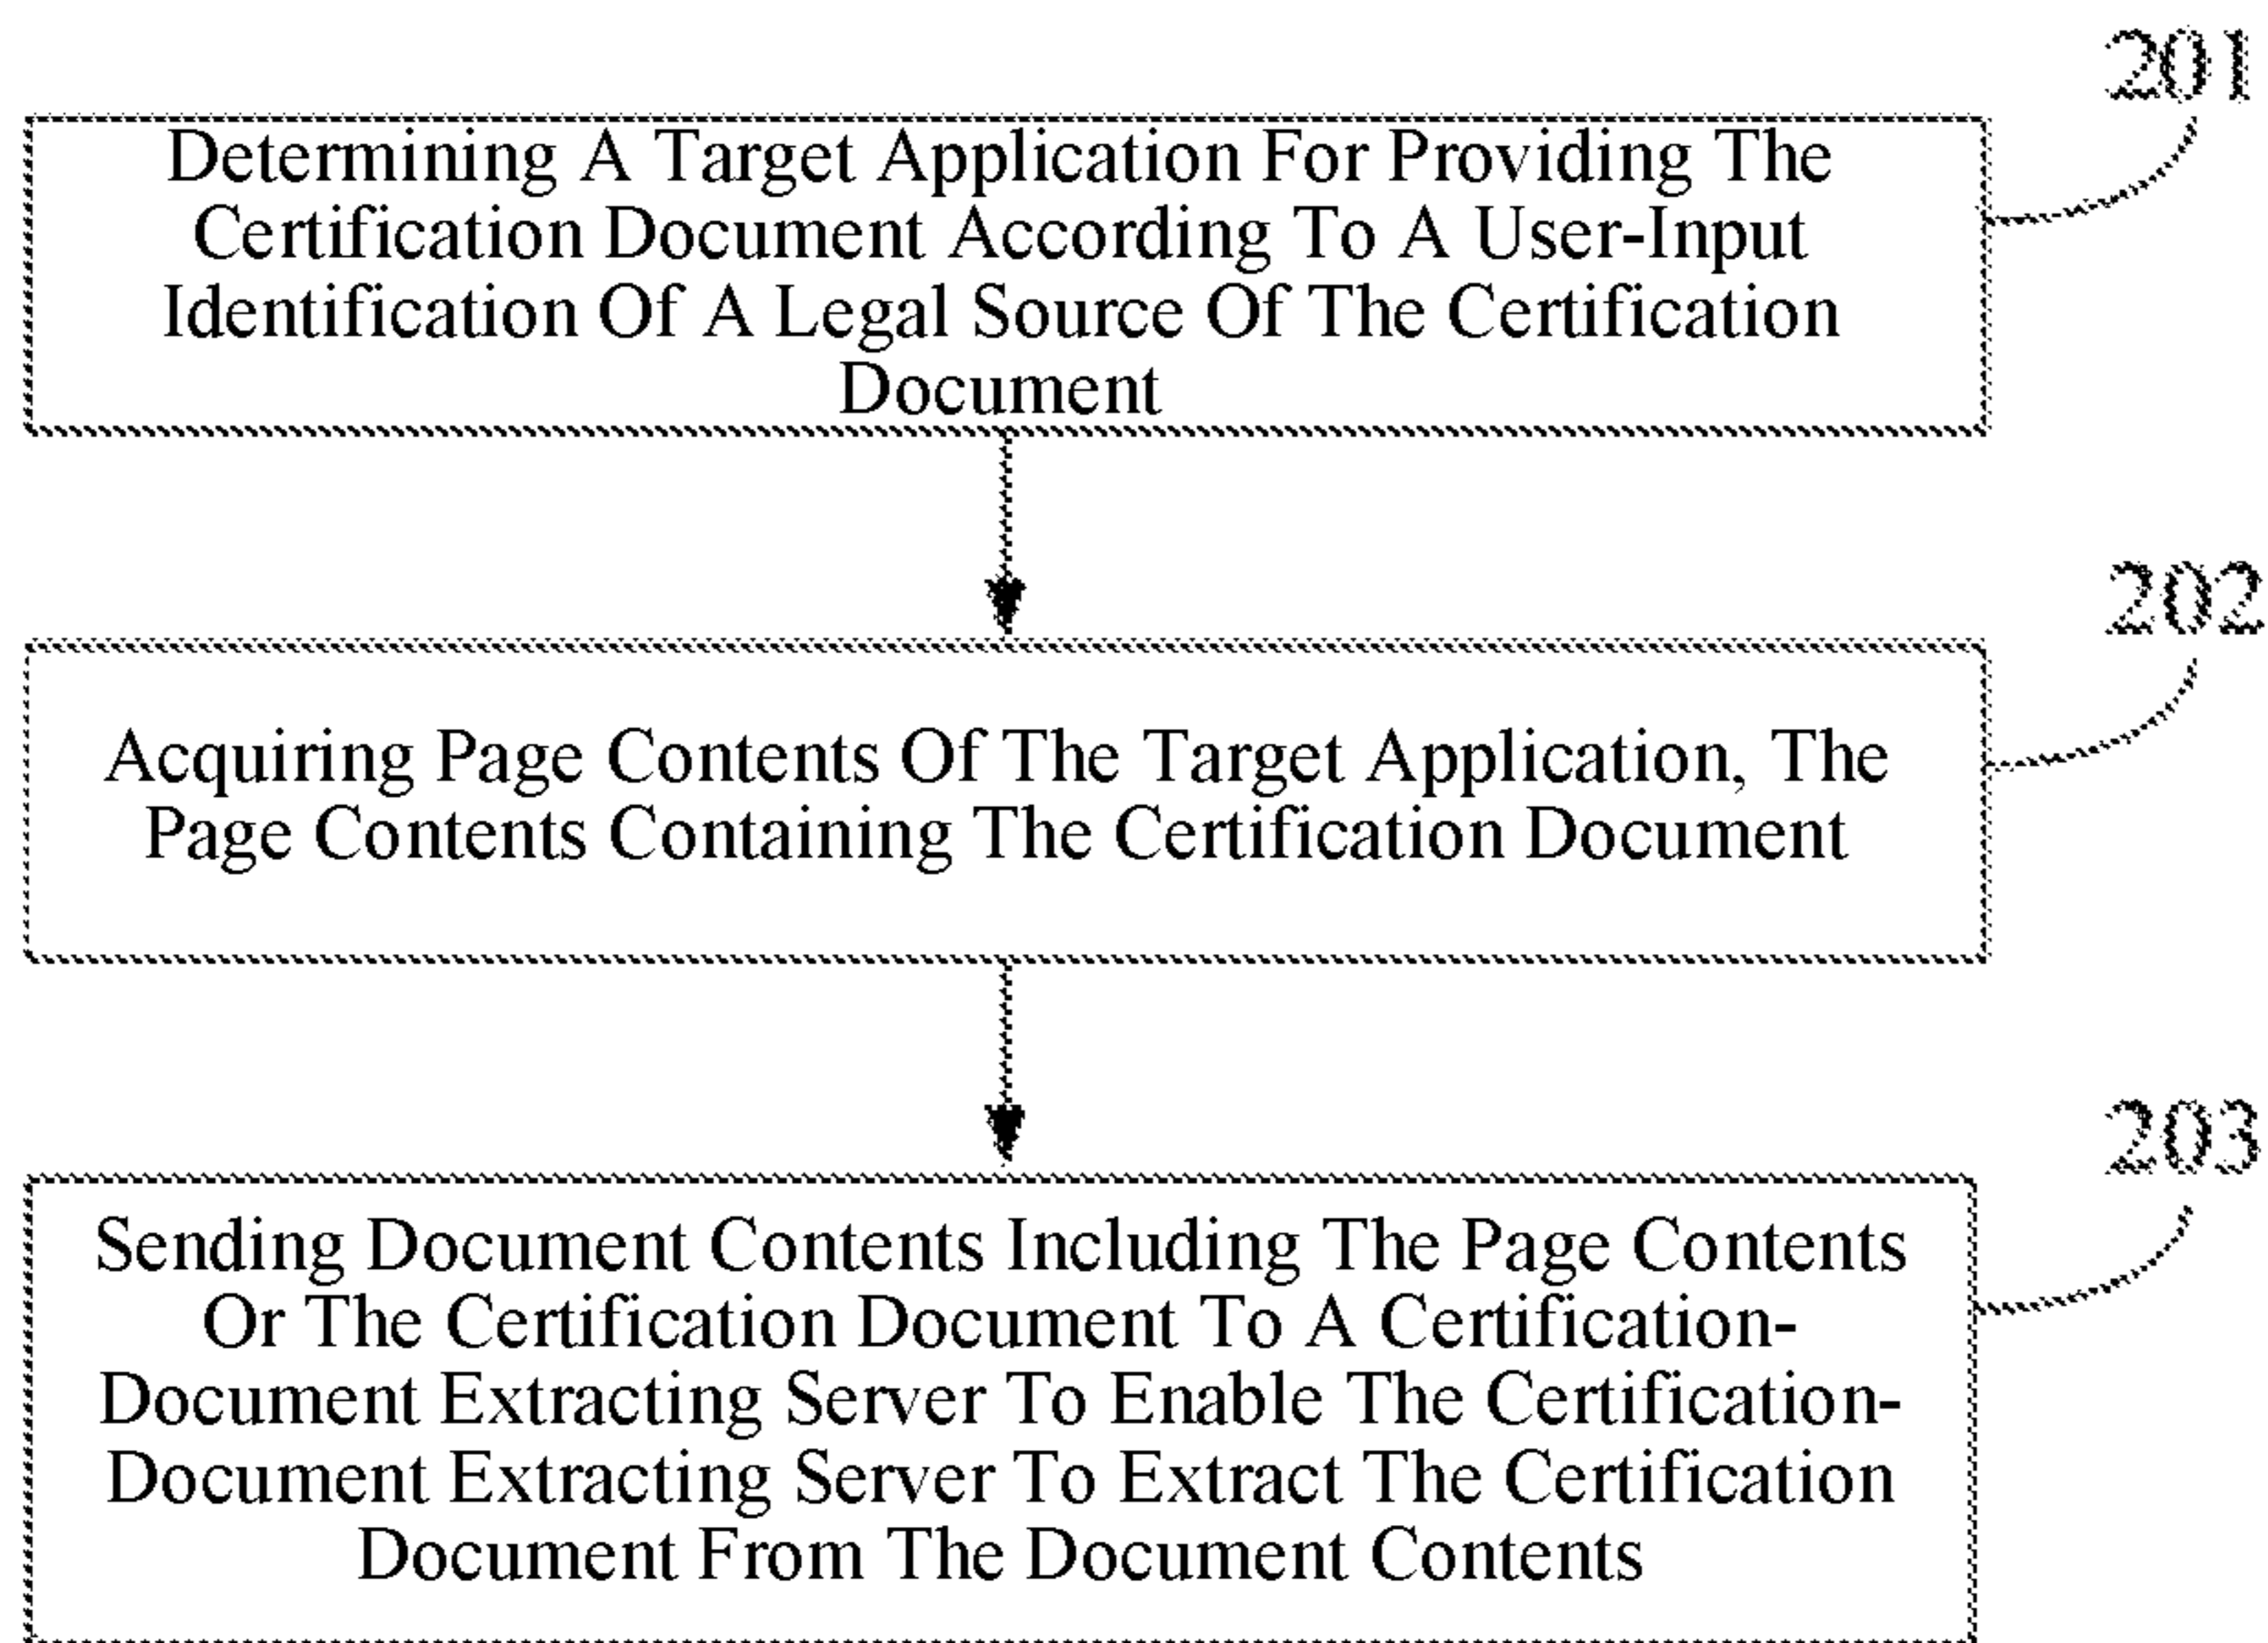 201
Determining A Target Application For Providing The
Certification Document According To A User-Input
Identification Of A Legal Source Of The Certification
Document
202
Acquiring Page Contents Of The Target Application, The
Page Contents Containing The Certification Document
203
Sending Document Contents Including The Page Contents
Or The Certification Document To A Certification-
Document Extracting Server To Enable The Certification-
Document Extracting Server To Extract The Certification
Document From The Document Contents